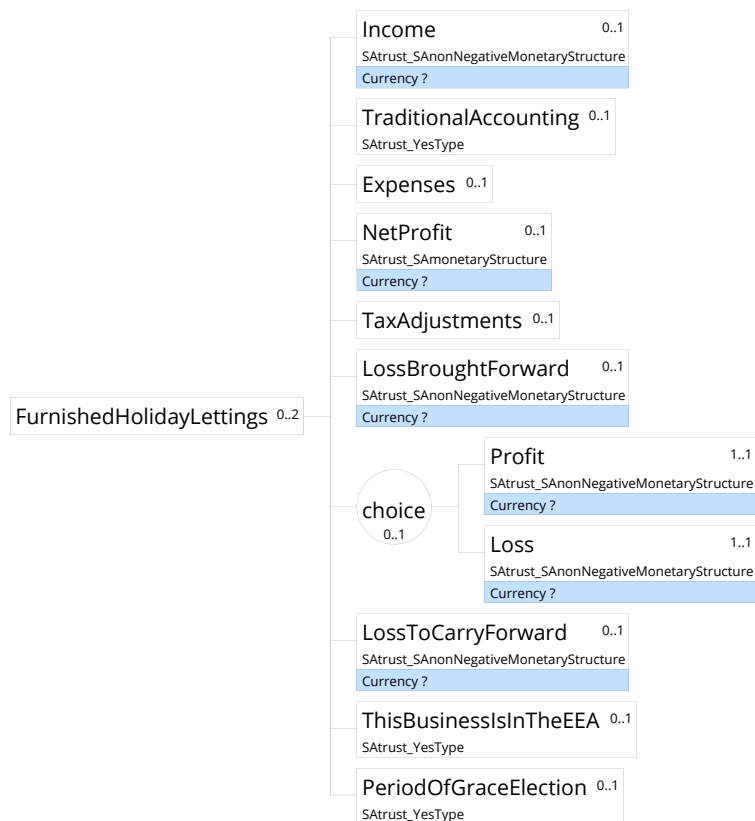 Income 0..1
SAtrust_SAnonNegativeMonetaryStructure
Currency ?
TraditionalAccounting 0..1
SAtrust_YesType
Expenses 0..1
NetProfit 0..1
SAtrust_SAmonetaryStructure
Currency ?
TaxAdjustments 0..1
LossBroughtForward 0..1
SAtrust_SAnonNegativeMonetaryStructure
Currency ?
FurnishedHolidayLettings 0..2
choice
0..1
Profit 1..1
SAtrust_SAnonNegativeMonetaryStructure
Currency ?
Loss 1..1
SAtrust_SAnonNegativeMonetaryStructure
Currency ?
LossToCarryForward 0..1
SAtrust_SAnonNegativeMonetaryStructure
Currency ?
ThisBusinessIsInTheEEA 0..1
SAtrust_YesType
PeriodOfGraceElection 0..1
SAtrust_YesType